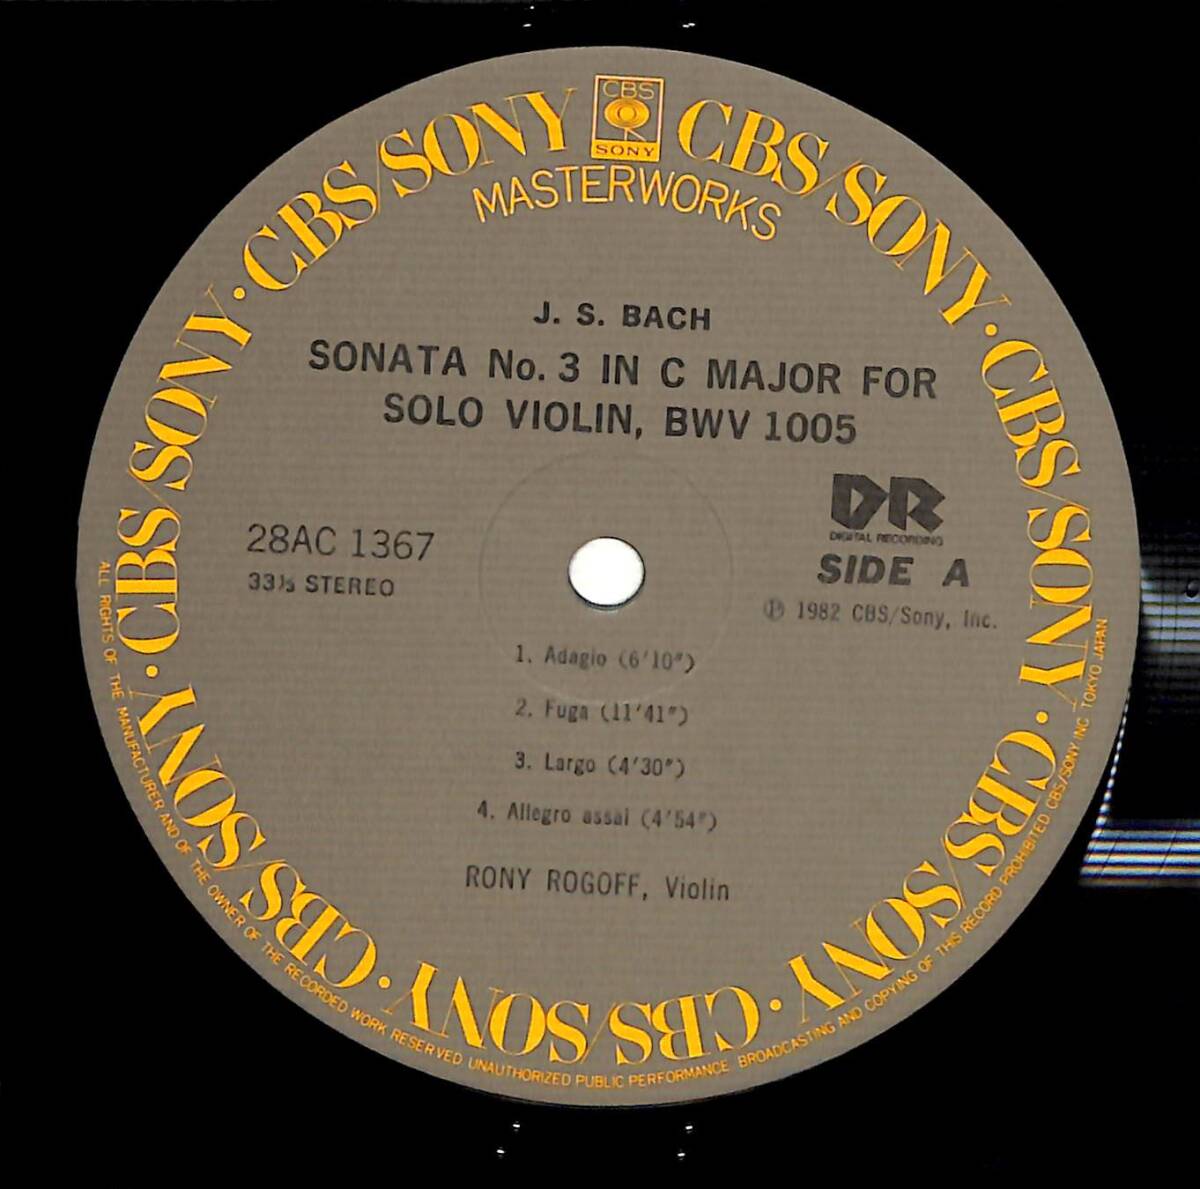 CBS
SONY
CBS/SONY · CBS/SONY · CBS/SONY · CBS/SONY · CBS/SONY · CBS/SONY · CBS/SONY
MASTERWORKS
J. S. BACH
SONATA No. 3 IN C MAJOR FOR
SOLO VIOLIN, BWV 1005
DR
DIGITAL RECORDING
28AC 1367
SIDE A
33⅓ STEREO
Ⓟ 1982 CBS/Sony, Inc.
1. Adagio (6'10")
2. Fuga (11'41")
3. Largo (4'30")
4. Allegro assai (4'54")
RONY ROGOFF, Violin
ALL RIGHTS OF THE MANUFACTURER AND OF THE OWNER OF THE RECORDED WORK RESERVED UNAUTHORIZED PUBLIC PERFORMANCE BROADCASTING AND COPYING OF THIS RECORD PROHIBITED CBS/SONY INC TOKYO JAPAN